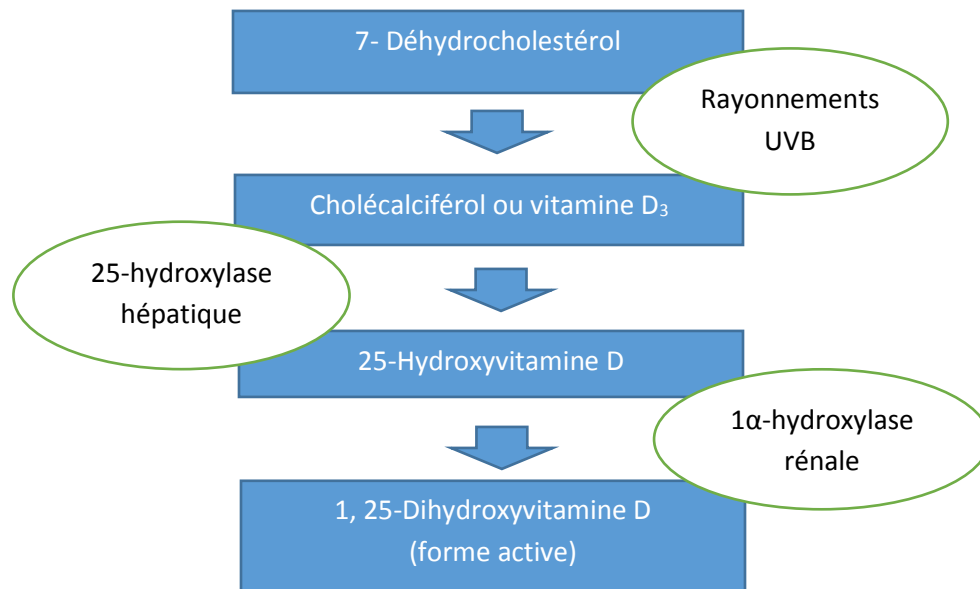 7- Déhydrocholestérol
Rayonnements
UVB
Cholécalciférol ou vitamine D₃
25-hydroxylase
hépatique
25-Hydroxyvitamine D
1α-hydroxylase
rénale
1, 25-Dihydroxyvitamine D
(forme active)